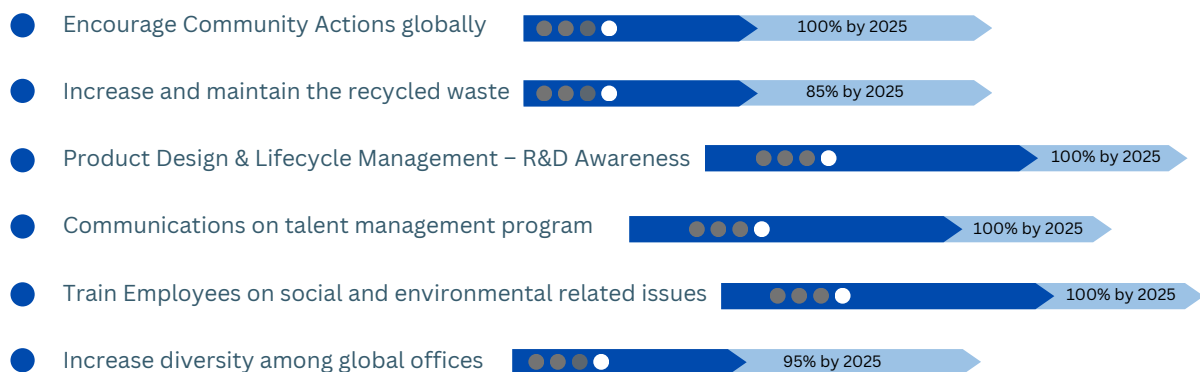 Encourage Community Actions globally 100% by 2025
Increase and maintain the recycled waste 85% by 2025
Product Design & Lifecycle Management – R&D Awareness 100% by 2025
Communications on talent management program 100% by 2025
Train Employees on social and environmental related issues 100% by 2025
Increase diversity among global offices 95% by 2025